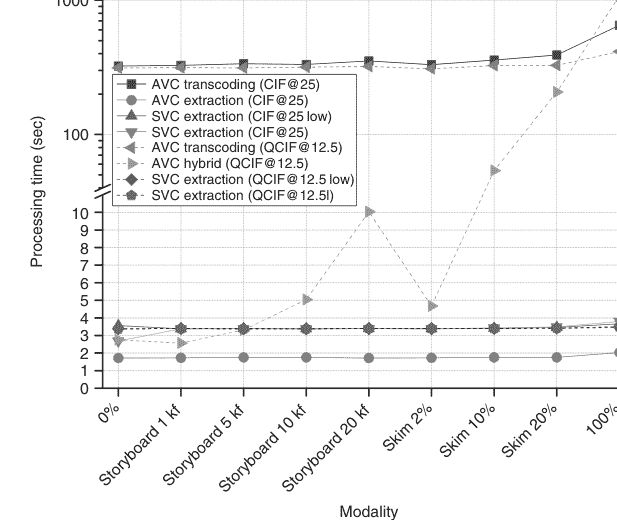 1000
100
10
9
8
7
6
5
4
3
2
1
0
Processing time (sec)
AVC transcoding (CIF@25)
AVC extraction (CIF@25)
SVC extraction (CIF@25 low)
SVC extraction (CIF@25)
AVC transcoding (QCIF@12.5)
AVC hybrid (QCIF@12.5)
SVC extraction (QCIF@12.5 low)
SVC extraction (QCIF@12.5l)
0%
Storyboard 1 kf
Storyboard 5 kf
Storyboard 10 kf
Storyboard 20 kf
Skim 2%
Skim 10%
Skim 20%
100%
Modality